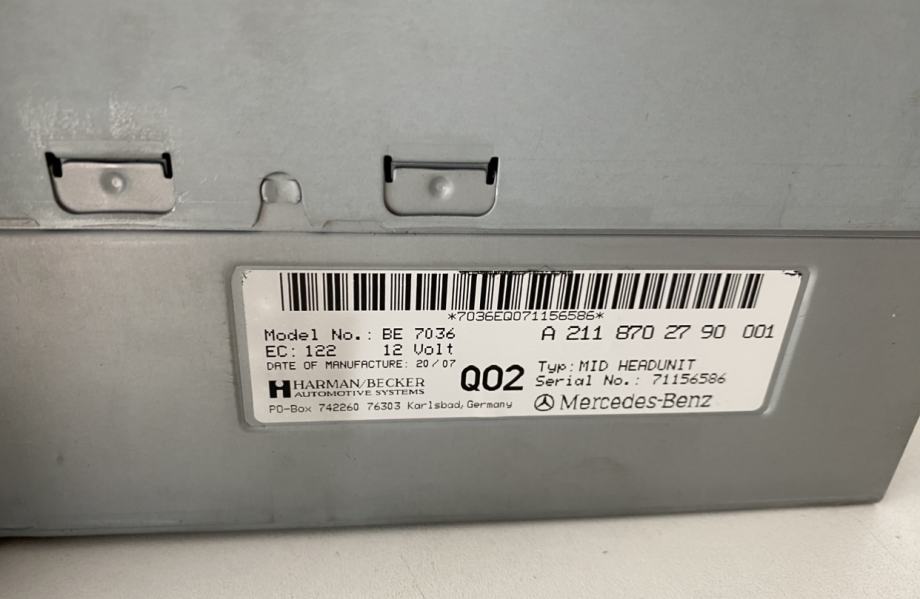 *7036EQ071156586*
Model No.: BE 7036
A 211 870 27 90 001
EC: 122 12 Volt
DATE OF MANUFACTURE: 20/07
HARMAN/BECKER
AUTOMOTIVE SYSTEMS
PO-Box 742260 76303 Karlsbad, Germany
Q02
Typ: MID HEADUNIT
Serial No.: 71156586
Mercedes-Benz